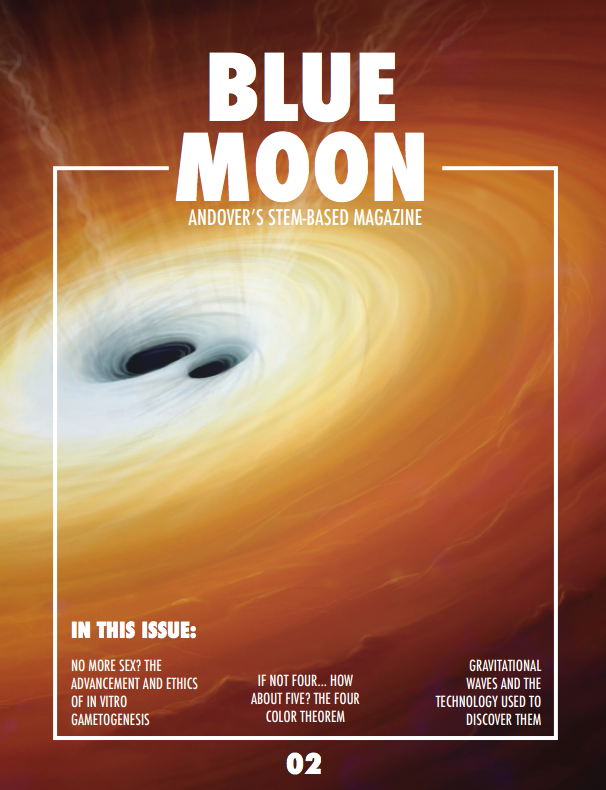 BLUE
MOON
ANDOVER'S STEM-BASED MAGAZINE
IN THIS ISSUE:
NO MORE SEX? THE
ADVANCEMENT AND ETHICS
OF IN VITRO
GAMETOGENESIS
IF NOT FOUR... HOW
ABOUT FIVE? THE FOUR
COLOR THEOREM
GRAVITATIONAL
WAVES AND THE
TECHNOLOGY USED TO
DISCOVER THEM
02